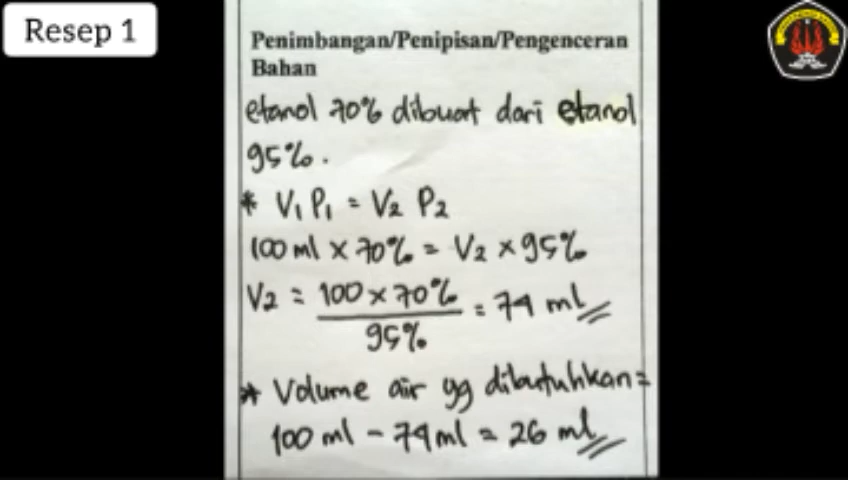 Resep 1
Penimbangan/Penipisan/Pengenceran
Bahan
etanol 70% dibuat dari etanol
95%.
* V₁ P₁ = V₂ P₂
100 ml × 70% = V₂ × 95%
V₂ = 100 × 70% / 95% = 74 ml
* Volume air yg dibutuhkan =
100 ml - 74 ml = 26 ml